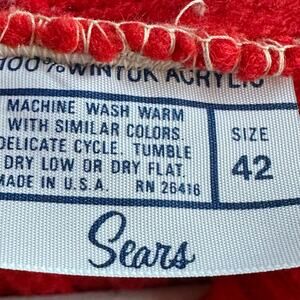 100% WINTUK ACRYLIC
MACHINE WASH WARM
WITH SIMILAR COLORS.
DELICATE CYCLE. TUMBLE
DRY LOW OR DRY FLAT.
MADE IN U.S.A. RN 26416
SIZE
42
Sears